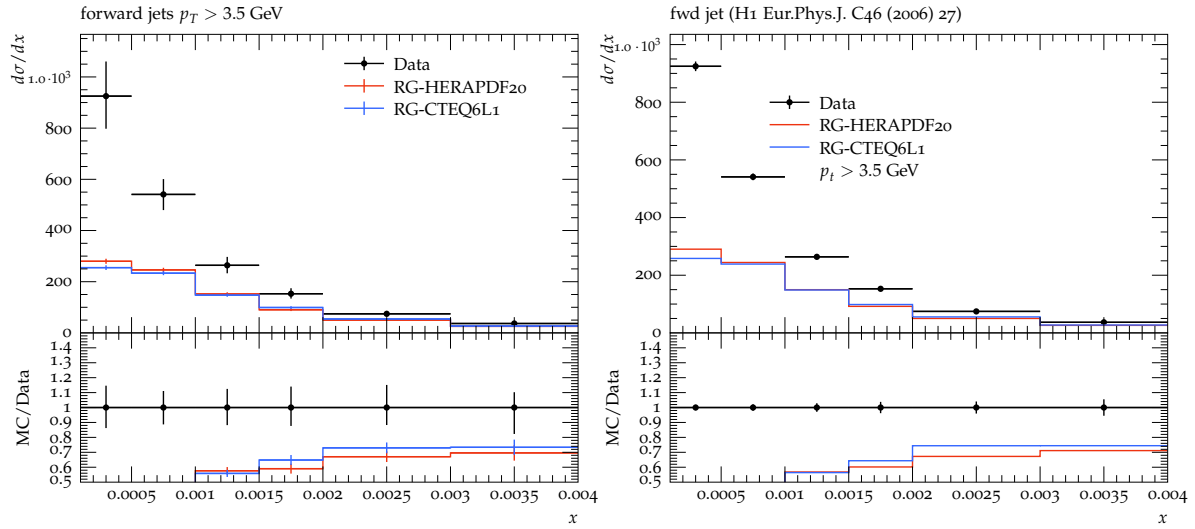 forward jets pT > 3.5 GeV
dσ/dx
1.0 ·10³
800
600
400
200
0
Data
RG-HERAPDF20
RG-CTEQ6L1
MC/Data
1.4
1.3
1.2
1.1
1
0.9
0.8
0.7
0.6
0.5
0.0005 0.001 0.0015 0.002 0.0025 0.003 0.0035 0.004
x
fwd jet (H1 Eur.Phys.J. C46 (2006) 27)
dσ/dx
1.0 ·10³
800
600
400
200
0
Data
RG-HERAPDF20
RG-CTEQ6L1
pt > 3.5 GeV
MC/Data
1.4
1.3
1.2
1.1
1
0.9
0.8
0.7
0.6
0.5
0.0005 0.001 0.0015 0.002 0.0025 0.003 0.0035 0.004
x